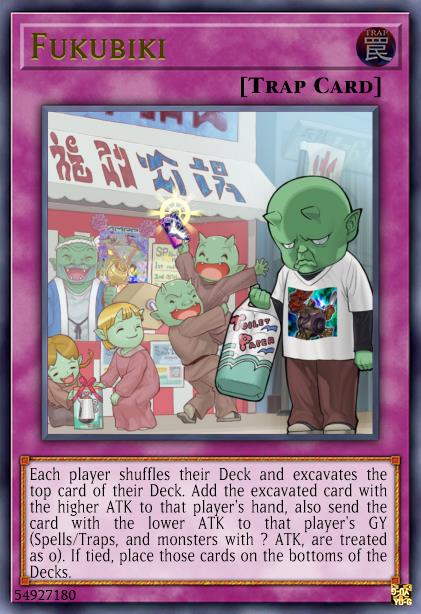 FUKUBIKI
TRAP
罠
[TRAP CARD]
TOILET
PAPER
Each player shuffles their Deck and excavates the
top card of their Deck. Add the excavated card with
the higher ATK to that player's hand, also send the
card with the lower ATK to that player's GY
(Spells/Traps, and monsters with ? ATK, are treated
as 0). If tied, place those cards on the bottoms of the
Decks.
54927180